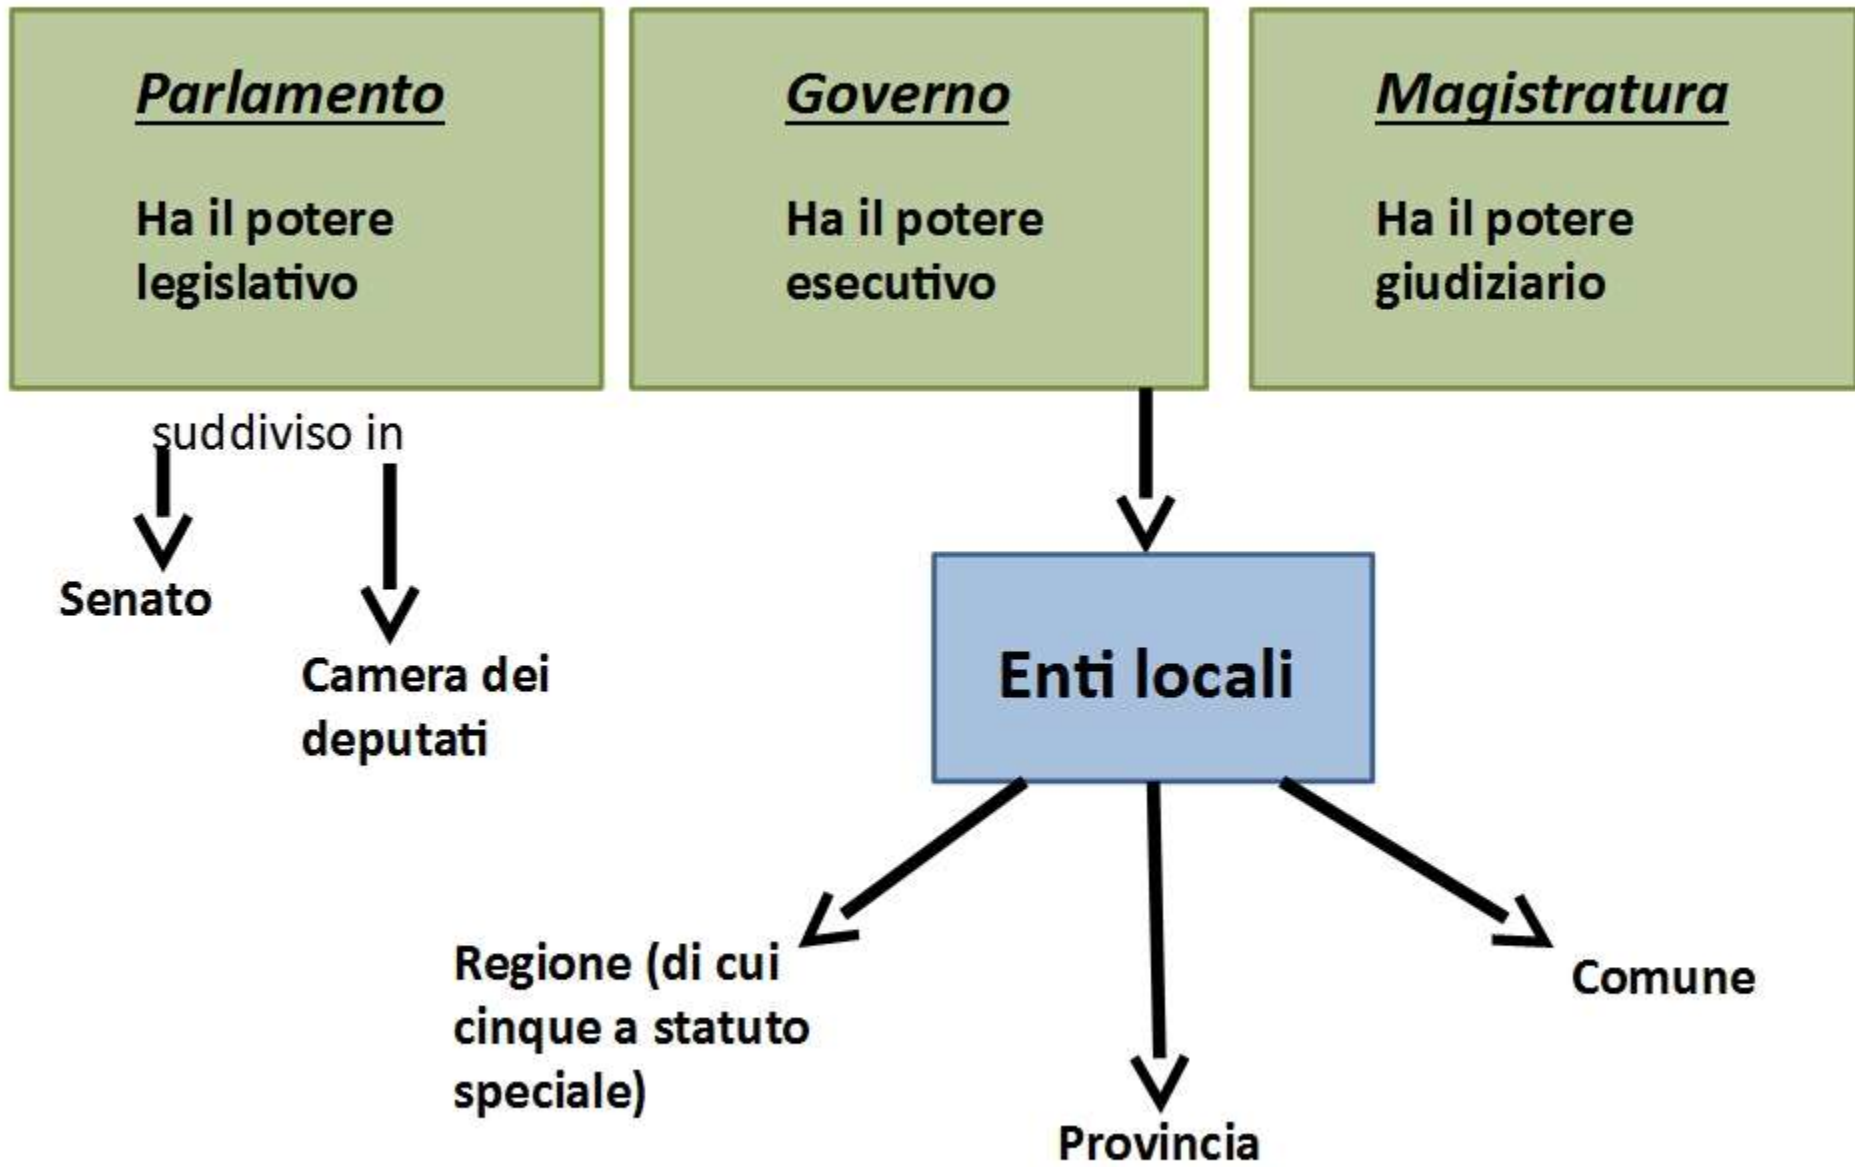 Parlamento
Ha il potere
legislativo
Governo
Ha il potere
esecutivo
Magistratura
Ha il potere
giudiziario
suddiviso in
Senato
Camera dei
deputati
Enti locali
Regione (di cui
cinque a statuto
speciale)
Provincia
Comune